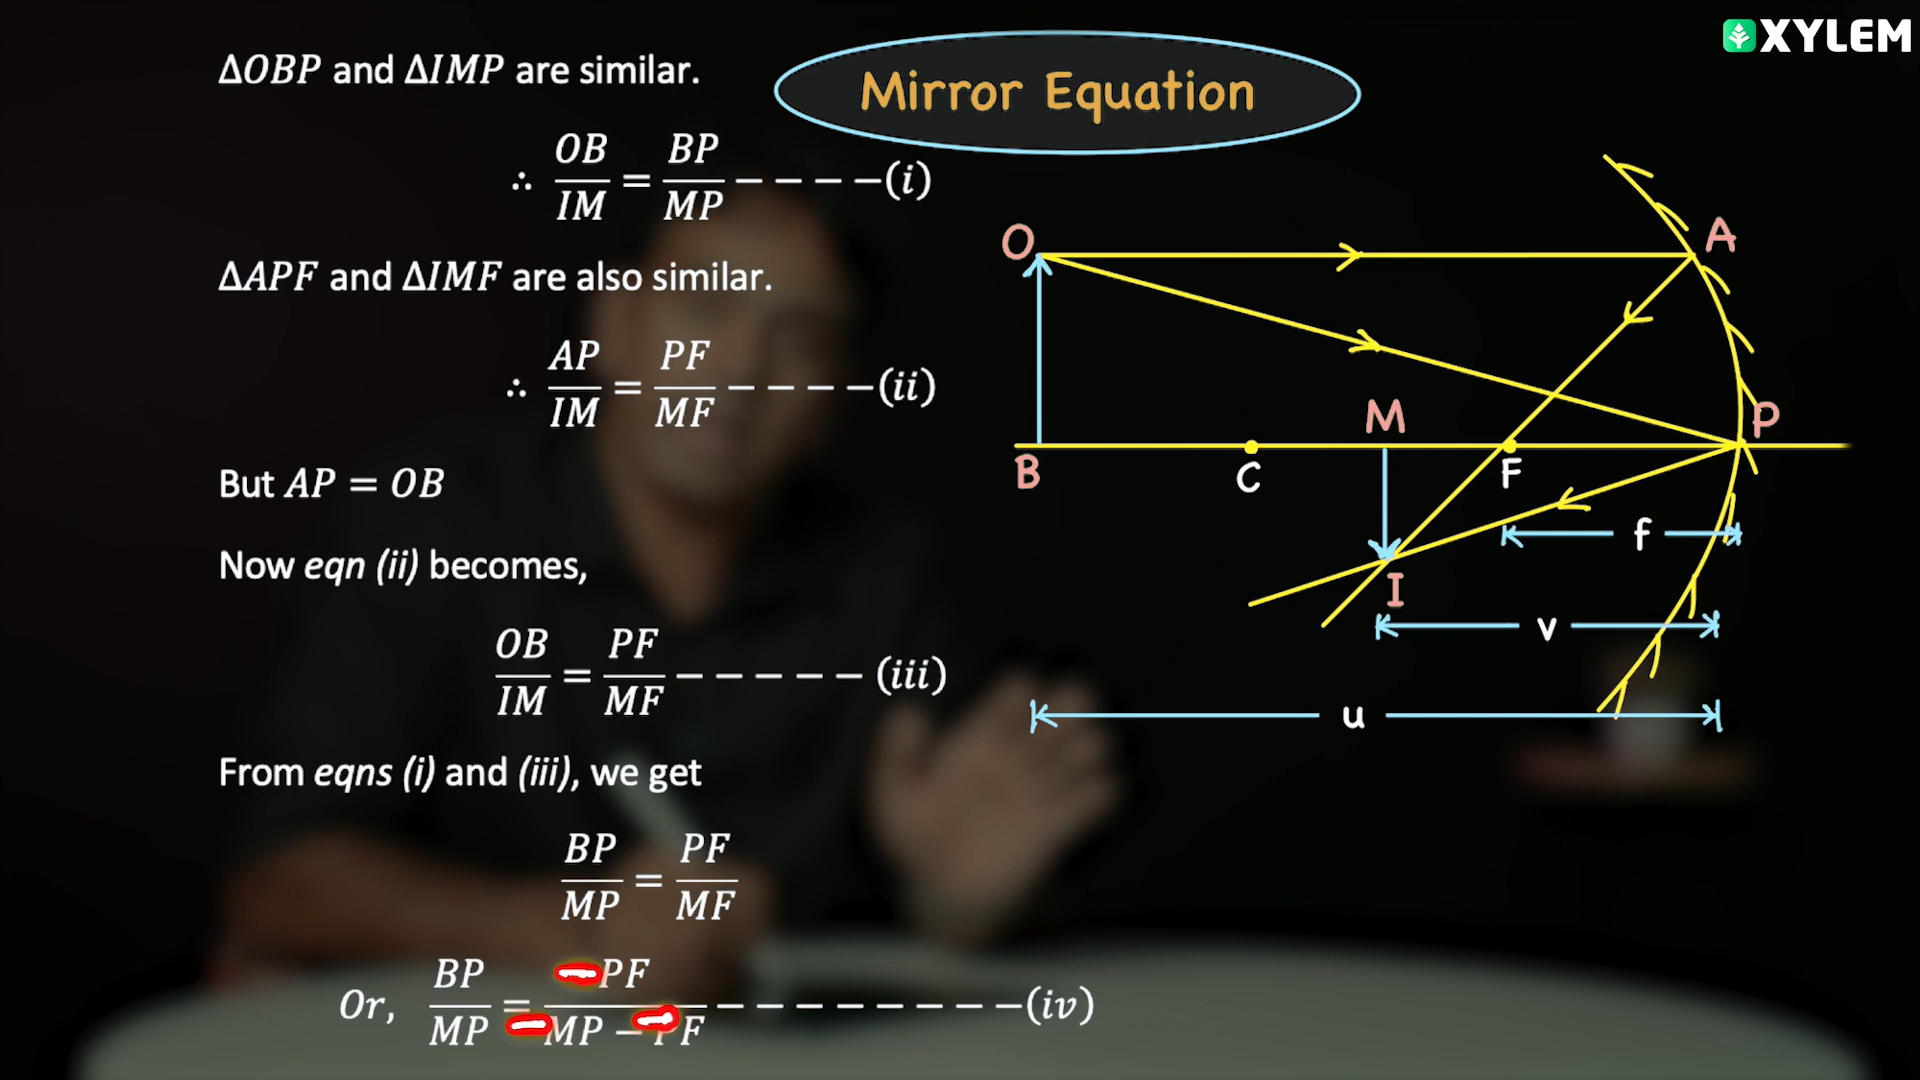 XYLEM
Mirror Equation
ΔOBP and ΔIMP are similar.
∴ OB/IM = BP/MP ----(i)
ΔAPF and ΔIMF are also similar.
∴ AP/IM = PF/MF ----(ii)
But AP = OB
Now eqn (ii) becomes,
OB/IM = PF/MF ----- (iii)
From eqns (i) and (iii), we get
BP/MP = PF/MF
Or, BP/MP = -PF/-MP - -PF --------(iv)
O
A
M
P
B
C
F
f
I
v
u